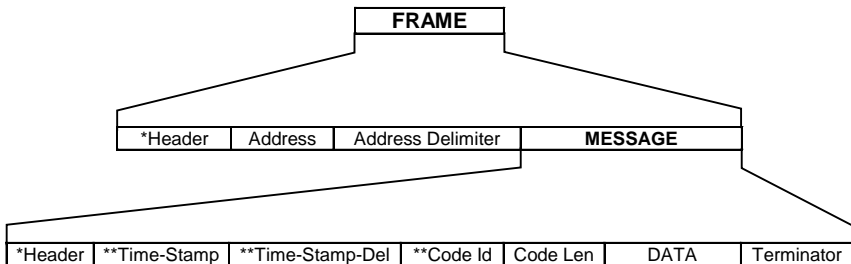 FRAME
*Header Address Address Delimiter MESSAGE
*Header **Time-Stamp **Time-Stamp-Del **Code Id Code Len DATA Terminator